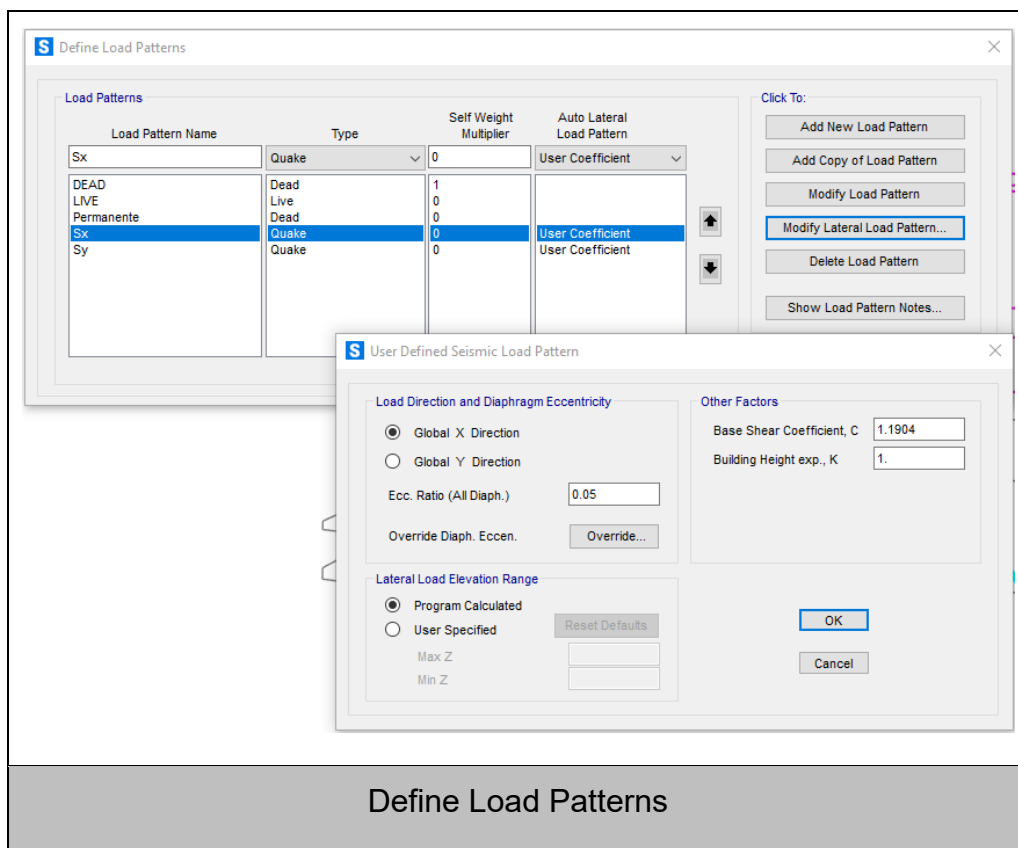 S Define Load Patterns
Load Patterns
Click To:
Load Pattern Name Type Self Weight Multiplier Auto Lateral Load Pattern
Sx Quake 0 User Coefficient
DEAD Dead 1
LIVE Live 0
Permanente Dead 0
Sx Quake 0 User Coefficient
Sy Quake 0 User Coefficient
Add New Load Pattern
Add Copy of Load Pattern
Modify Load Pattern
Modify Lateral Load Pattern...
Delete Load Pattern
Show Load Pattern Notes...
S User Defined Seismic Load Pattern
Load Direction and Diaphragm Eccentricity
Global X Direction
Global Y Direction
Ecc. Ratio (All Diaph.) 0.05
Override Diaph. Eccen. Override...
Other Factors
Base Shear Coefficient, C 1.1904
Building Height exp., K 1.
Lateral Load Elevation Range
Program Calculated
User Specified Reset Defaults
Max Z
Min Z
OK
Cancel
Define Load Patterns